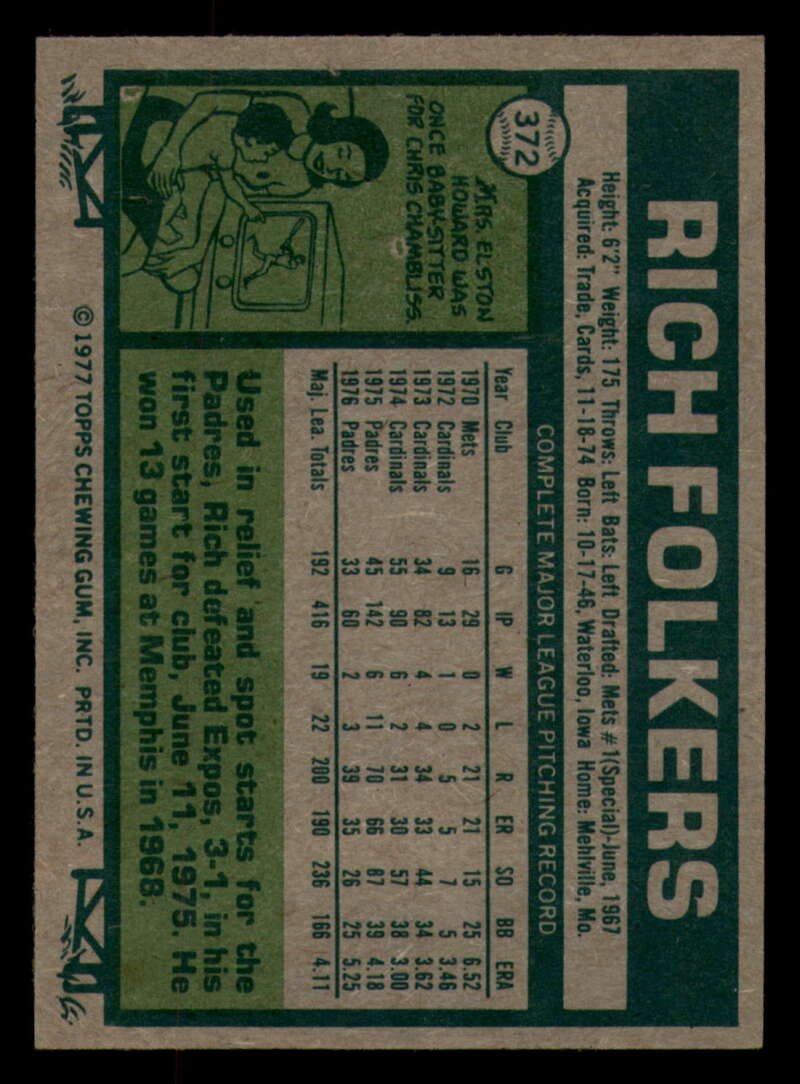 RICH FOLKERS
372
Height: 6'2" Weight: 175 Throws: Left Bats: Left Drafted: Mets #1(Special)-June, 1967
Acquired: Trade, Cards, 11-18-74 Born: 10-17-46, Waterloo, Iowa Home: Mehlville, Mo.
COMPLETE MAJOR LEAGUE PITCHING RECORD
Year Club G IP W L R ER SO BB ERA
1970 Mets 16 29 0 2 21 21 15 25 6.52
1972 Cardinals 9 13 1 0 5 5 7 5 3.46
1973 Cardinals 34 82 4 4 34 33 44 34 3.62
1974 Cardinals 55 90 6 2 31 30 57 38 3.00
1975 Padres 45 142 6 11 70 66 87 39 4.18
1976 Padres 33 60 2 3 39 35 26 25 5.25
Maj. Lea. Totals 192 416 19 22 200 190 236 166 4.11
MRS. ELSTON
HOWARD WAS
ONCE BABY-SITTER
FOR CHRIS CHAMBLISS.
Used in relief and spot starts for the
Padres, Rich defeated Expos, 3-1, in his
first start for club, June 11, 1975. He
won 13 games at Memphis in 1968.
© 1977 TOPPS CHEWING GUM, INC. PRTD. IN U.S.A.